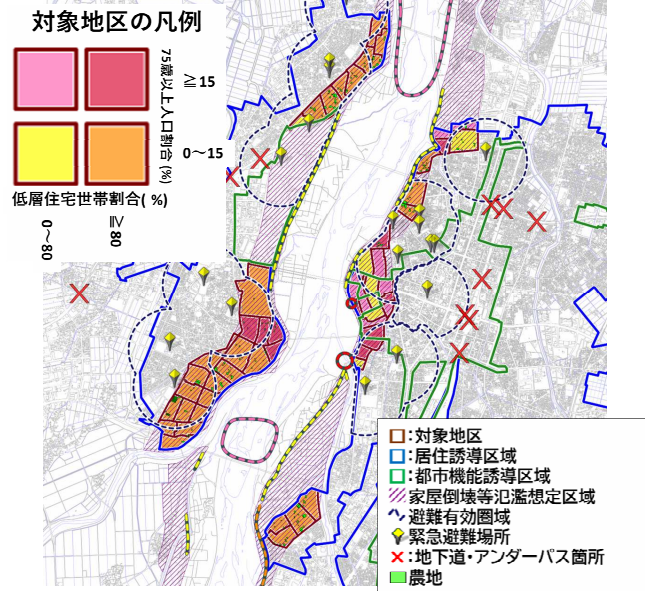 対象地区の凡例
75歳以上人口割合(%)
≧15
0～15
低層住宅世帯割合(%)
0～80
≧80
:対象地区
:居住誘導区域
:都市機能誘導区域
家屋倒壊等氾濫想定区域
:避難有効圏域
:緊急避難場所
:地下道・アンダーパス箇所
:農地